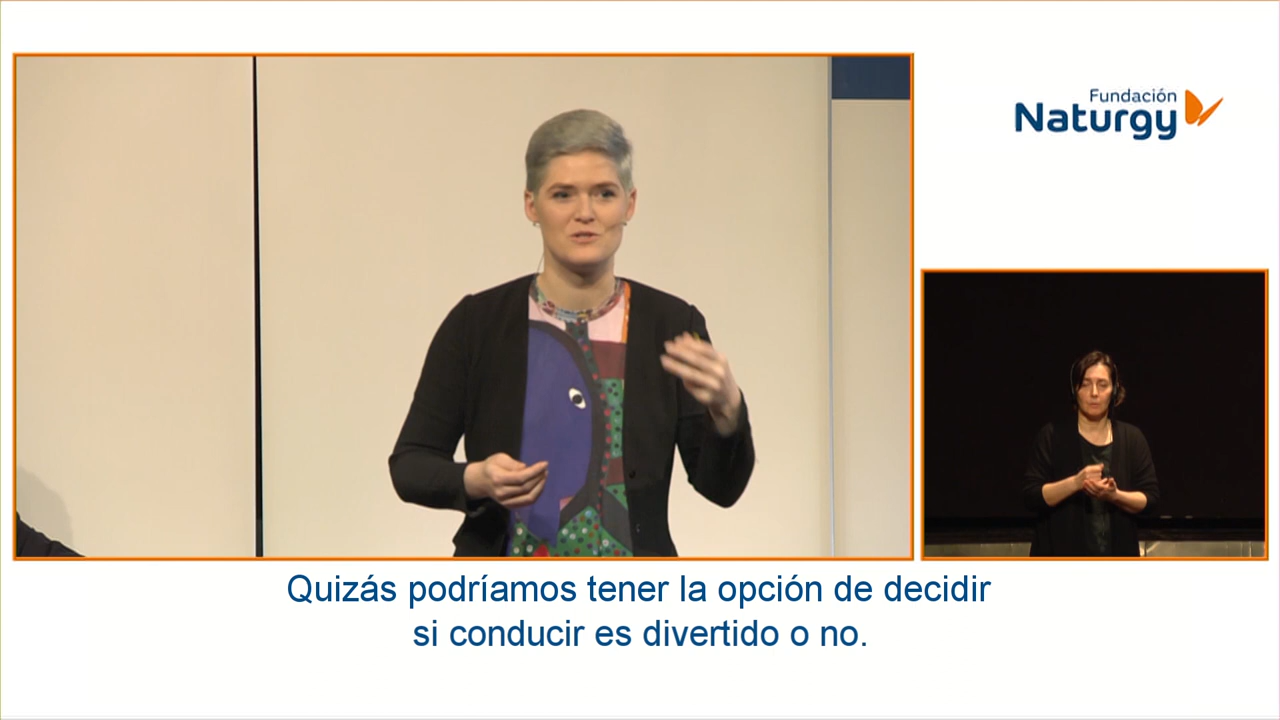 Fundación
Naturgy
Quizás podríamos tener la opción de decidir
si conducir es divertido o no.